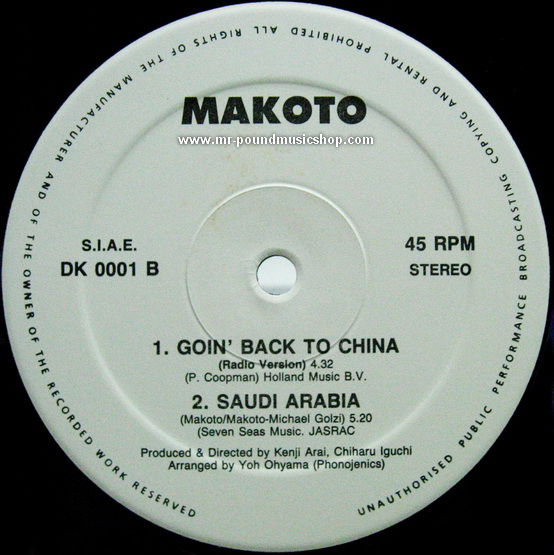 MAKOTO
www.mr-poundmusicshop.com
S.I.A.E.
DK 0001 B
45 RPM
STEREO
1. GOIN' BACK TO CHINA
(Radio Version) 4.32
(P. Coopman) Holland Music B.V.
2. SAUDI ARABIA
(Makoto/Makoto-Michael Golzi) 5.20
(Seven Seas Music. JASRAC
Produced & Directed by Kenji Arai, Chiharu Iguchi
Arranged by Yoh Ohyama (Phonojenics)
ALL RIGHTS OF THE MANUFACTURER AND OF THE OWNER OF THE RECORDED WORK RESERVED
UNAUTHORISED PUBLIC PERFORMANCE BROADCASTING COPYING AND RENTAL PROHIBITED